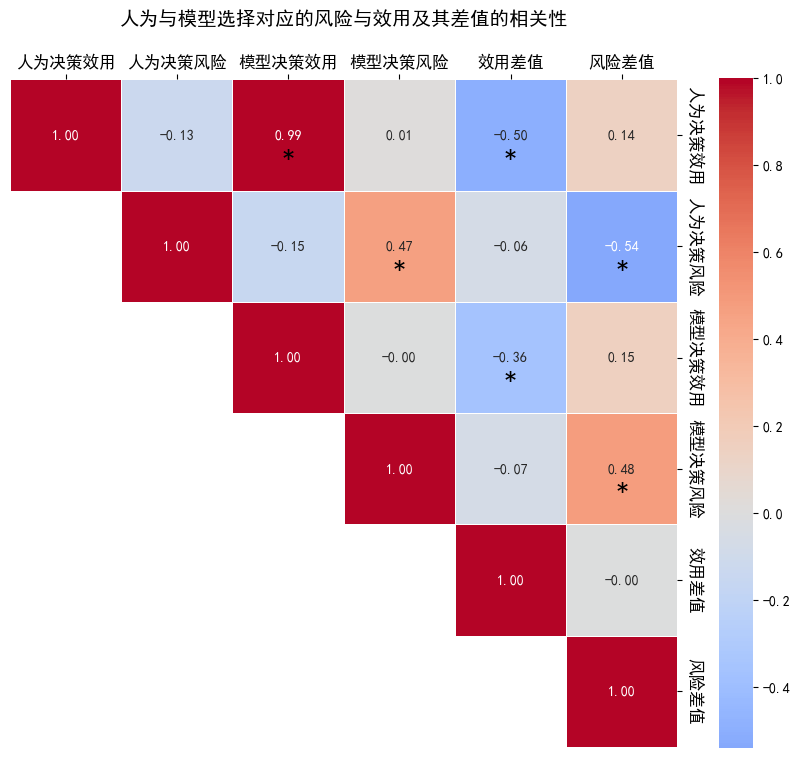 人为与模型选择对应的风险与效用及其差值的相关性
人为决策效用 人为决策风险 模型决策效用 模型决策风险 效用差值 风险差值
1.00 -0.13 0.99 0.01 -0.50 0.14 人为决策效用
* *
1.00 -0.15 0.47 -0.06 -0.54 人为决策风险
* *
1.00 -0.00 -0.36 0.15 模型决策效用
*
1.00 -0.07 0.48 模型决策风险
*
1.00 -0.00 效用差值
1.00 风险差值
1.0
0.8
0.6
0.4
0.2
0.0
-0.2
-0.4